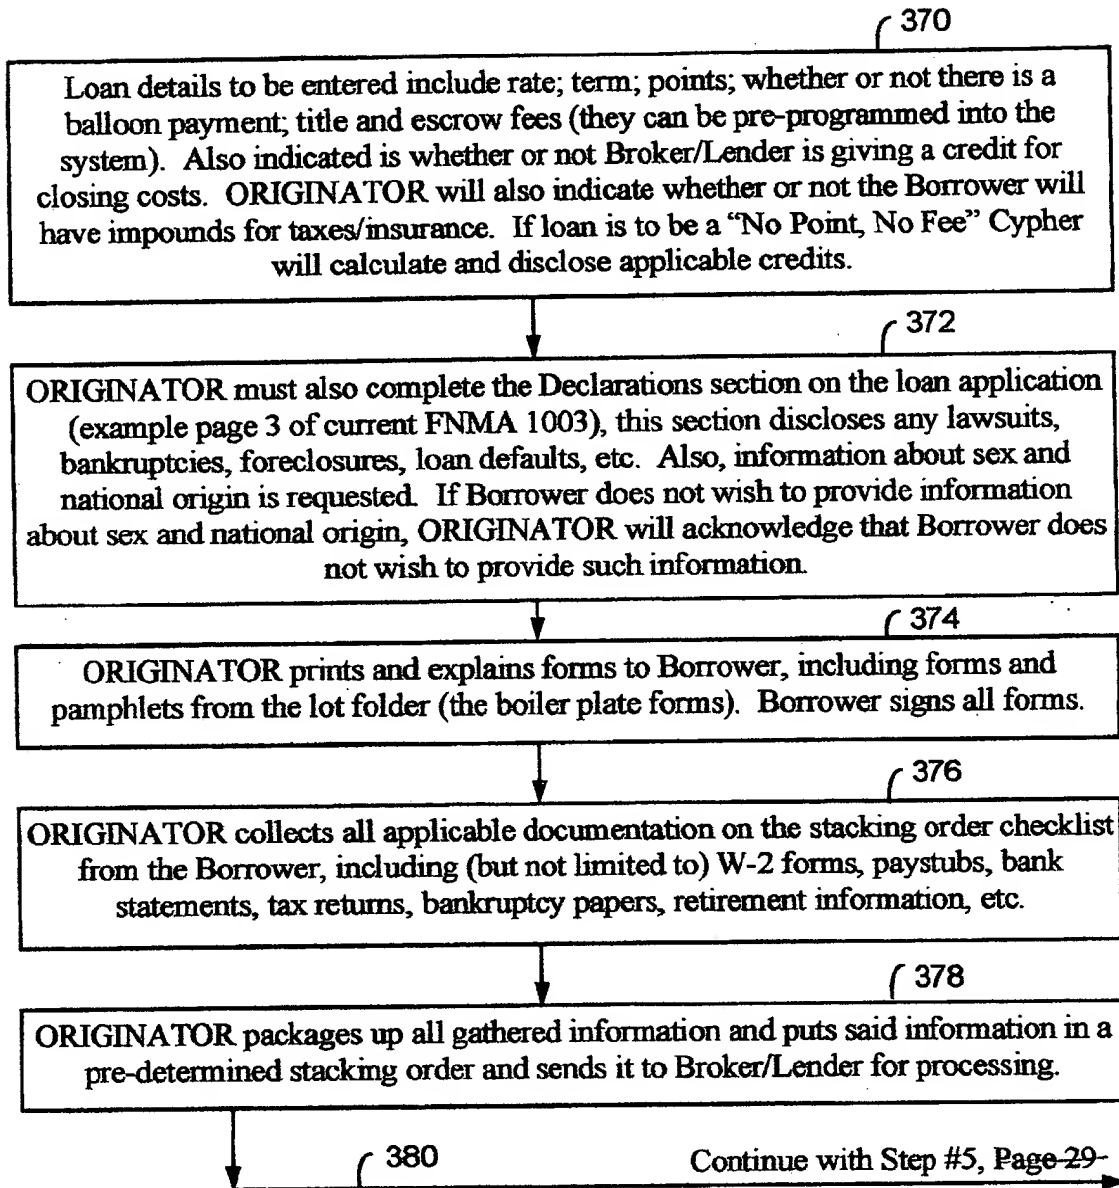 370
Loan details to be entered include rate; term; points; whether or not there is a
balloon payment; title and escrow fees (they can be pre-programmed into the
system). Also indicated is whether or not Broker/Lender is giving a credit for
closing costs. ORIGINATOR will also indicate whether or not the Borrower will
have impounds for taxes/insurance. If loan is to be a “No Point, No Fee” Cypher
will calculate and disclose applicable credits.
372
ORIGINATOR must also complete the Declarations section on the loan application
(example page 3 of current FNMA 1003), this section discloses any lawsuits,
bankruptcies, foreclosures, loan defaults, etc. Also, information about sex and
national origin is requested. If Borrower does not wish to provide information
about sex and national origin, ORIGINATOR will acknowledge that Borrower does
not wish to provide such information.
374
ORIGINATOR prints and explains forms to Borrower, including forms and
pamphlets from the lot folder (the boiler plate forms). Borrower signs all forms.
376
ORIGINATOR collects all applicable documentation on the stacking order checklist
from the Borrower, including (but not limited to) W-2 forms, paystubs, bank
statements, tax returns, bankruptcy papers, retirement information, etc.
378
ORIGINATOR packages up all gathered information and puts said information in a
pre-determined stacking order and sends it to Broker/Lender for processing.
380
Continue with Step #5, Page 29